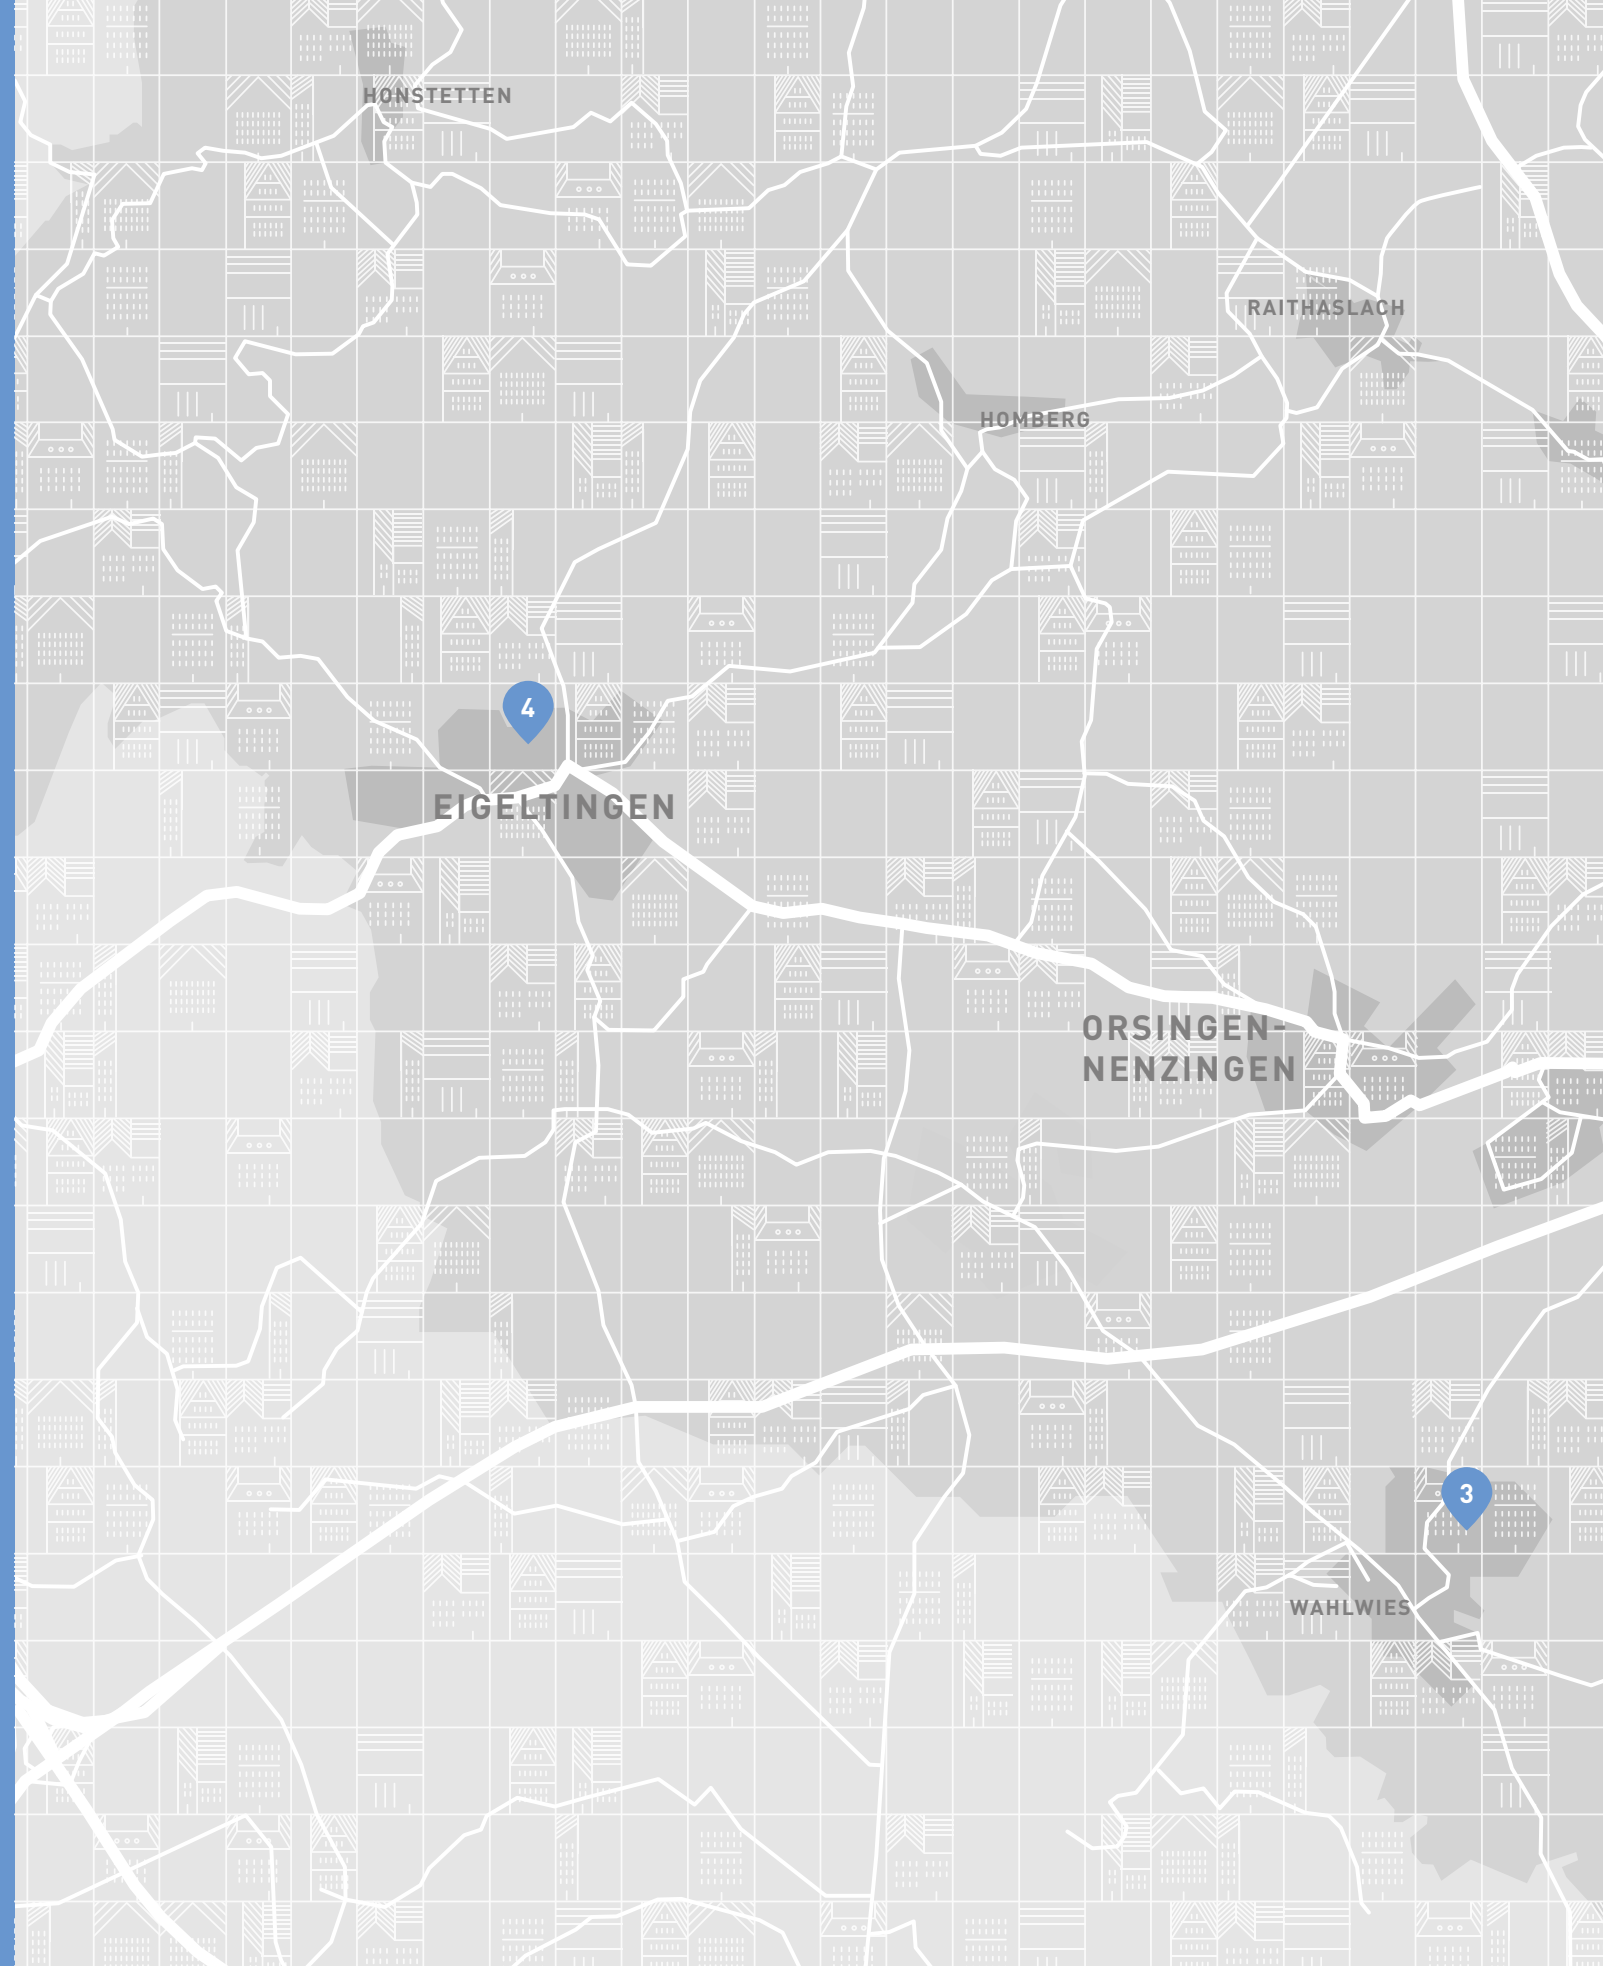 HONSTETTEN
RAITHASLACH
HOMBERG
4
EIGELTINGEN
ORSINGEN-
NENZINGEN
3
WAHLWIES